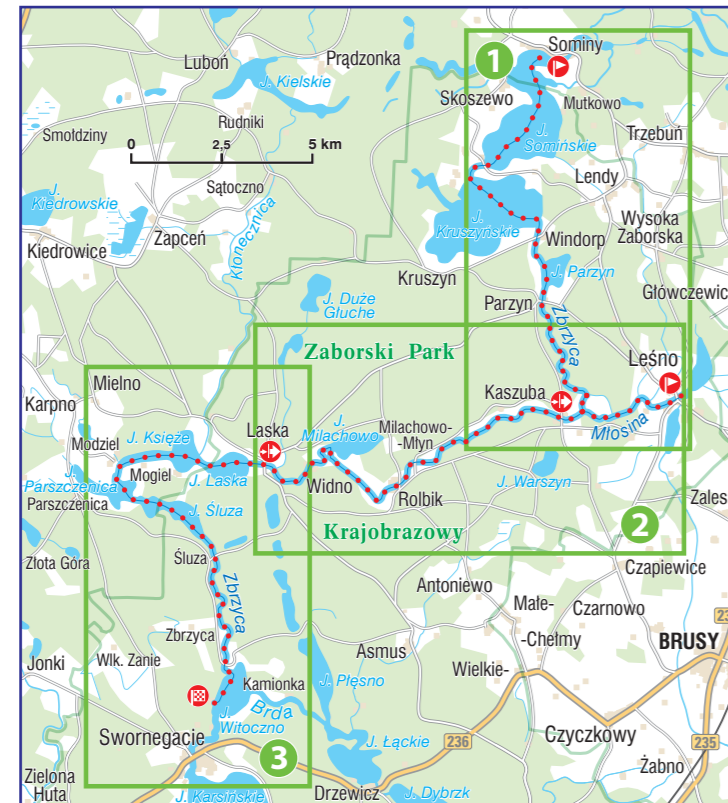 Luboń
Prądzonka
1
Sominy
J. Kielskie
Skoszewo
Mutkowo
Rudniki
Smołdziny
0
2,5
5 km
J.
Somińskie
Trzebuń
Sątoczno
Lendy
J.
Kiedrowskie
Kłonecznica
Zapceń
Kiedrowice
J.
Kruszyńskie
Wysoka
Zaborska
Windorp
J. Parzyn
Kruszyn
Główczewic
J. Duże
Głuche
Parzyn
Zbrzyca
Zaborski Park
Leśno
Mielno
Kaszuba
Karpno
Laska
J.
Milachowo
Milachowo-
-Młyn
Młosina
Modziel
J. Księże
Mogiel
J. Laska
J.
Parszczenica
Parszczenica
Widno
Rolbik
J. Warszyn
Zales
J. Śluza
Krajobrazowy
2
Śluza
Złota Góra
Czapiewice
Zbrzyca
Antoniewo
Małe-
-Chełmy
Czarnowo
23
Zbrzyca
Asmus
BRUSY
Jonki
Wlk. Zanie
Wielkie-
Kamionka
J. Płęsno
J.
Witoczno
Brda
Swornegacie
J. Łąckie
236
Czyczkowy
235
3
Zielona
Huta
J. Karsińskie
Drzewicz
J. Dybrzk
Żabno